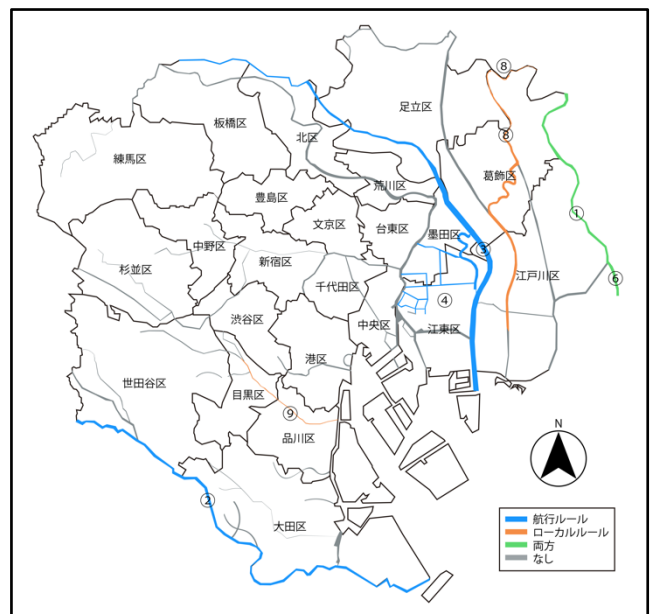 ⑧
足立区
板橋区
北区
⑧
練馬区
葛飾区
荒川区
豊島区
文京区
台東区
墨田区
①
中野区
③
杉並区
新宿区
千代田区
江戸川区
⑥
④
渋谷区
中央区
江東区
港区
世田谷区
目黒区
⑨
品川区
N
②
大田区
航行ルール
ローカルルール
両方
なし